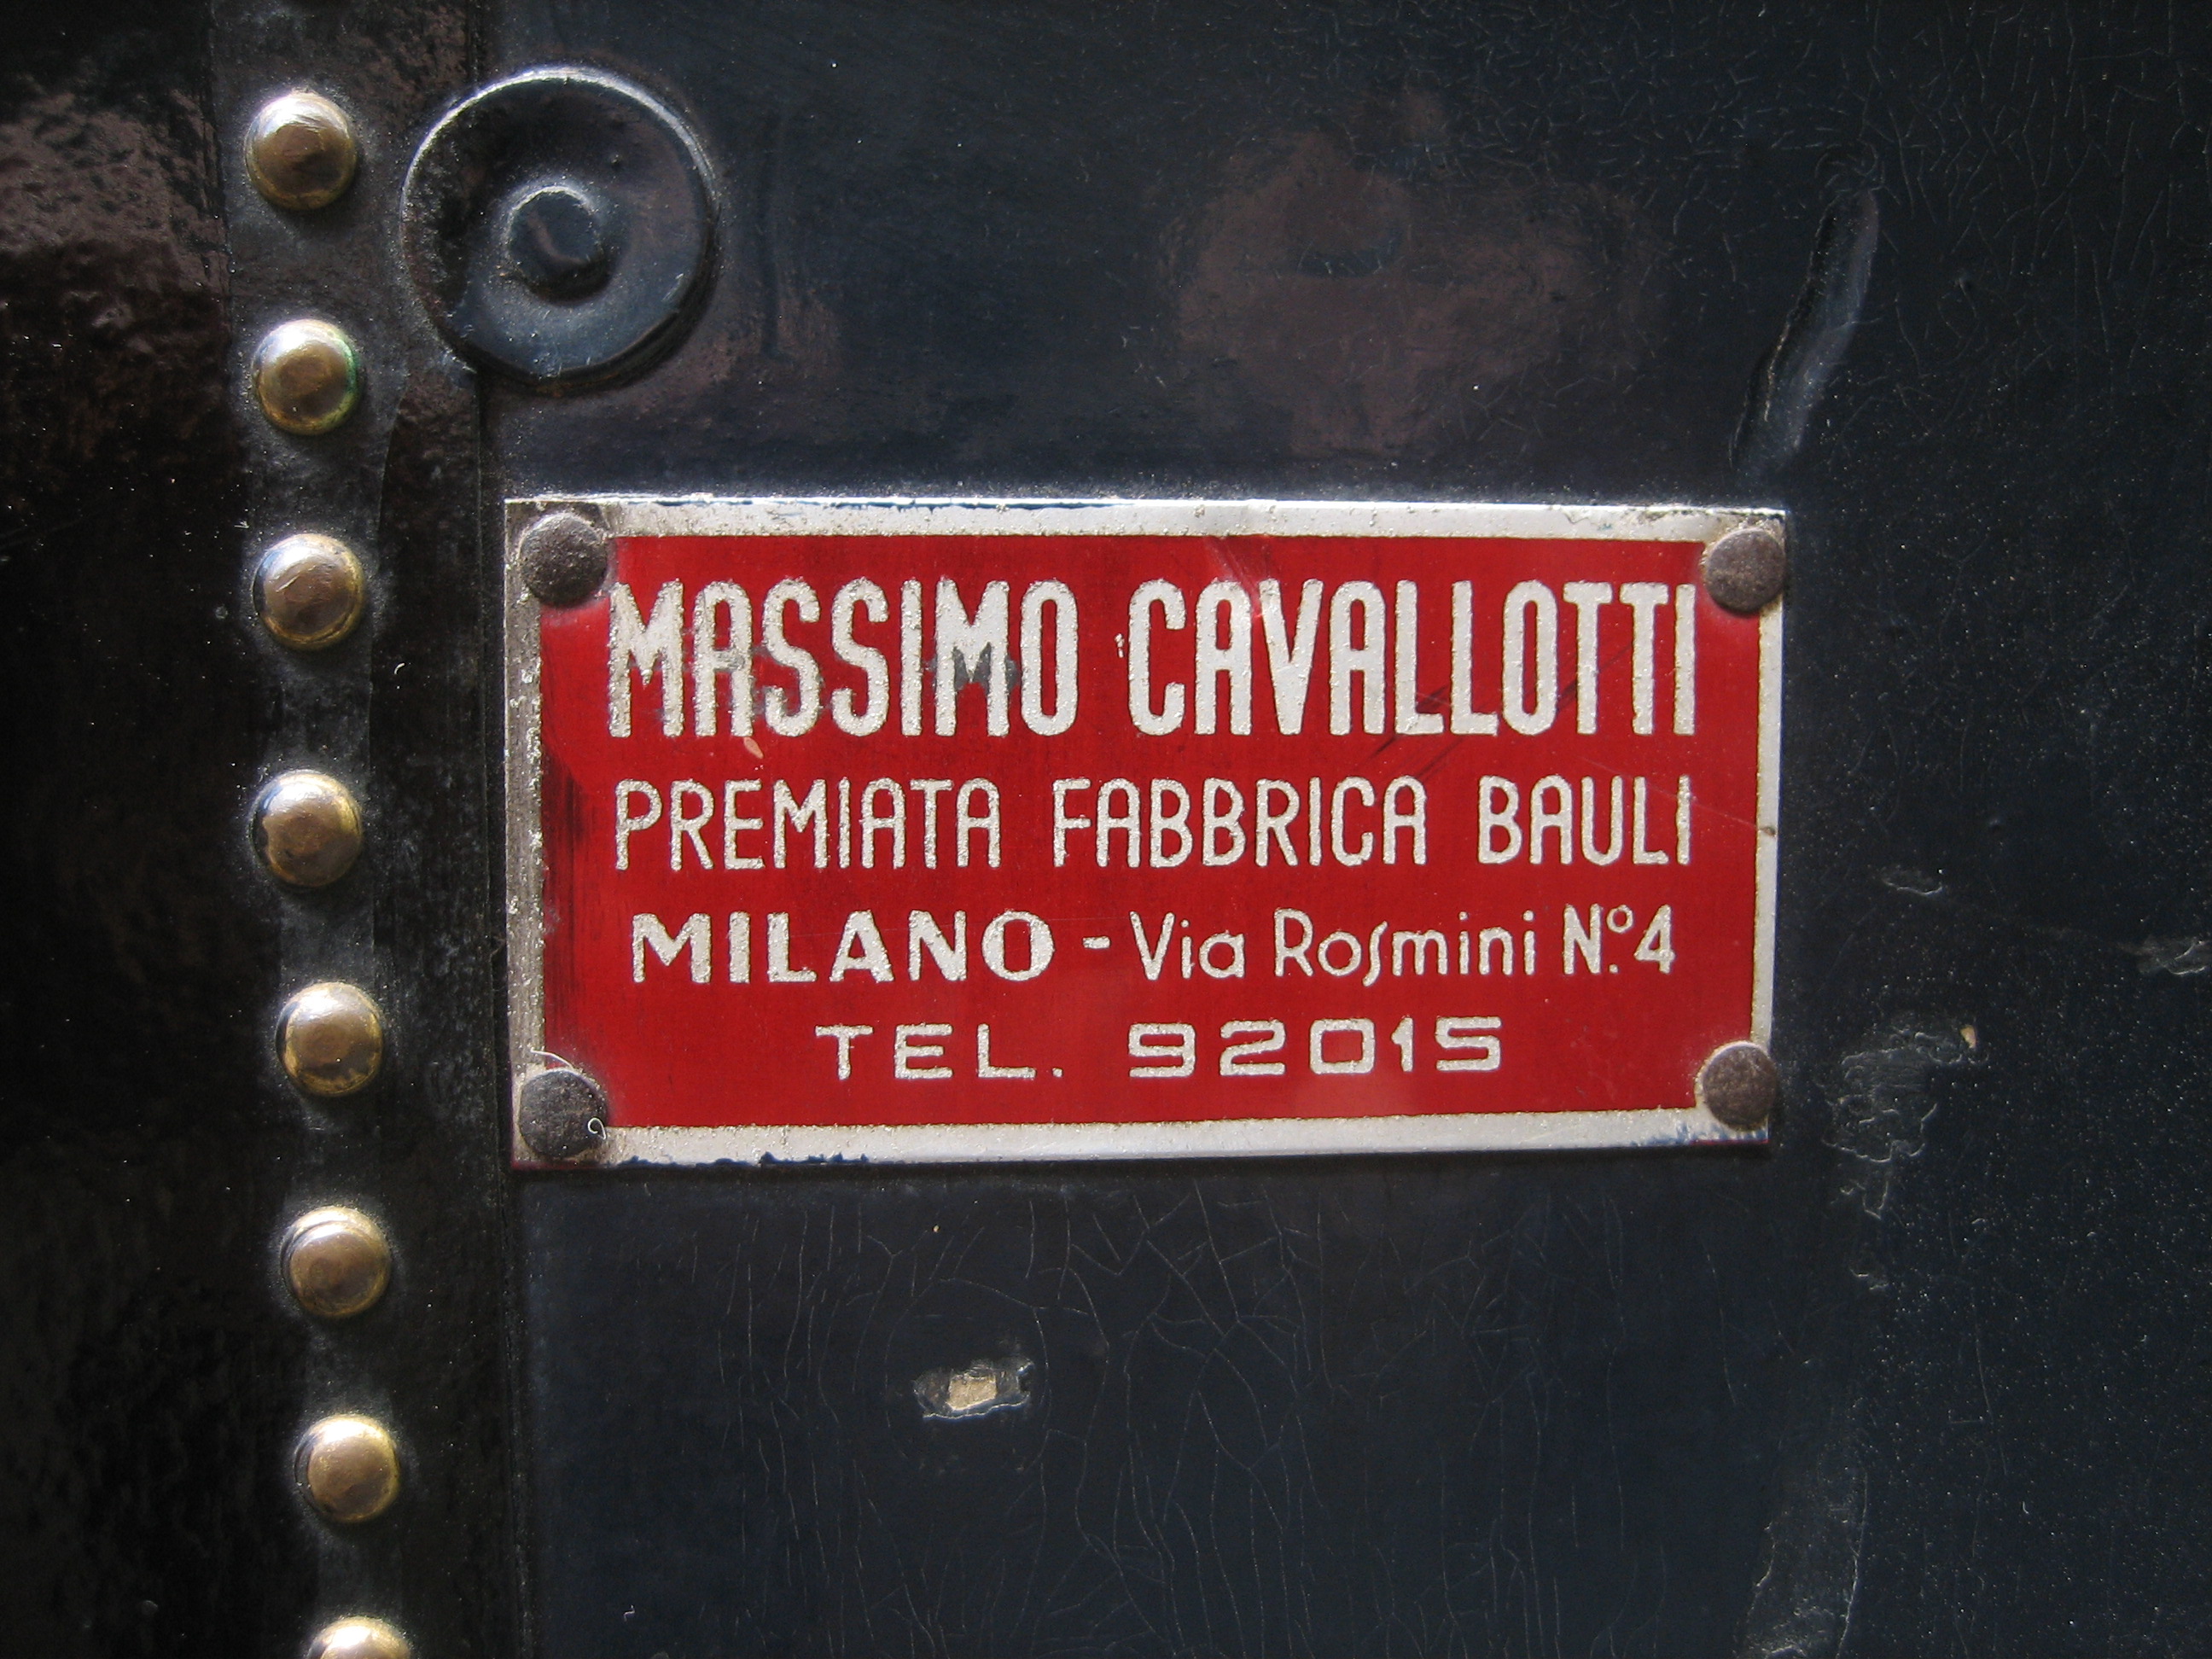 MASSIMO CAVALLOTTI
PREMIATA FABBRICA BAULI
MILANO - Via Rosmini N.º 4
TEL. 92015